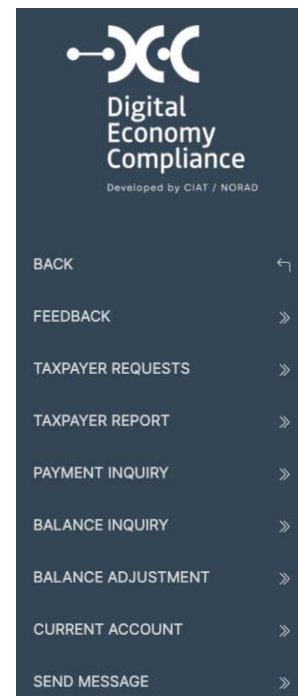 Digital
Economy
Compliance
Developed by CIAT / NORAD
BACK
FEEDBACK
TAXPAYER REQUESTS
TAXPAYER REPORT
PAYMENT INQUIRY
BALANCE INQUIRY
BALANCE ADJUSTMENT
CURRENT ACCOUNT
SEND MESSAGE